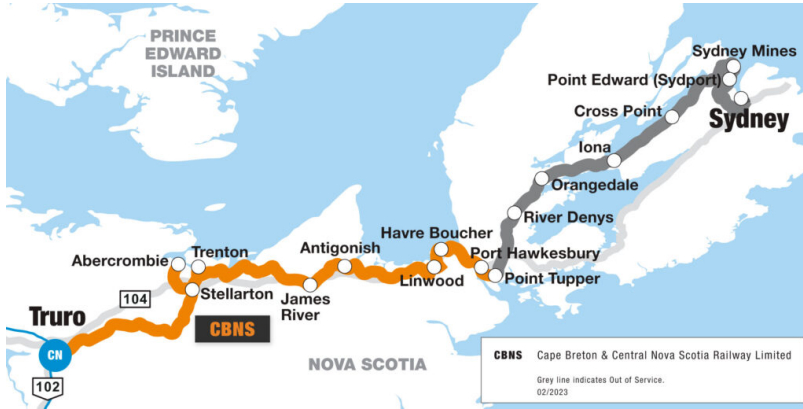 PRINCE
EDWARD
ISLAND
Sydney Mines
Point Edward (Sydport)
Cross Point
Sydney
Iona
Orangedale
River Denys
Havre Boucher
Port Hawkesbury
Antigonish
Trenton
Abercrombie
Linwood
Point Tupper
Stellarton
James
River
104
Truro
CBNS
CN
NOVA SCOTIA
102
CBNS Cape Breton & Central Nova Scotia Railway Limited
Grey line indicates Out of Service.
02/2023